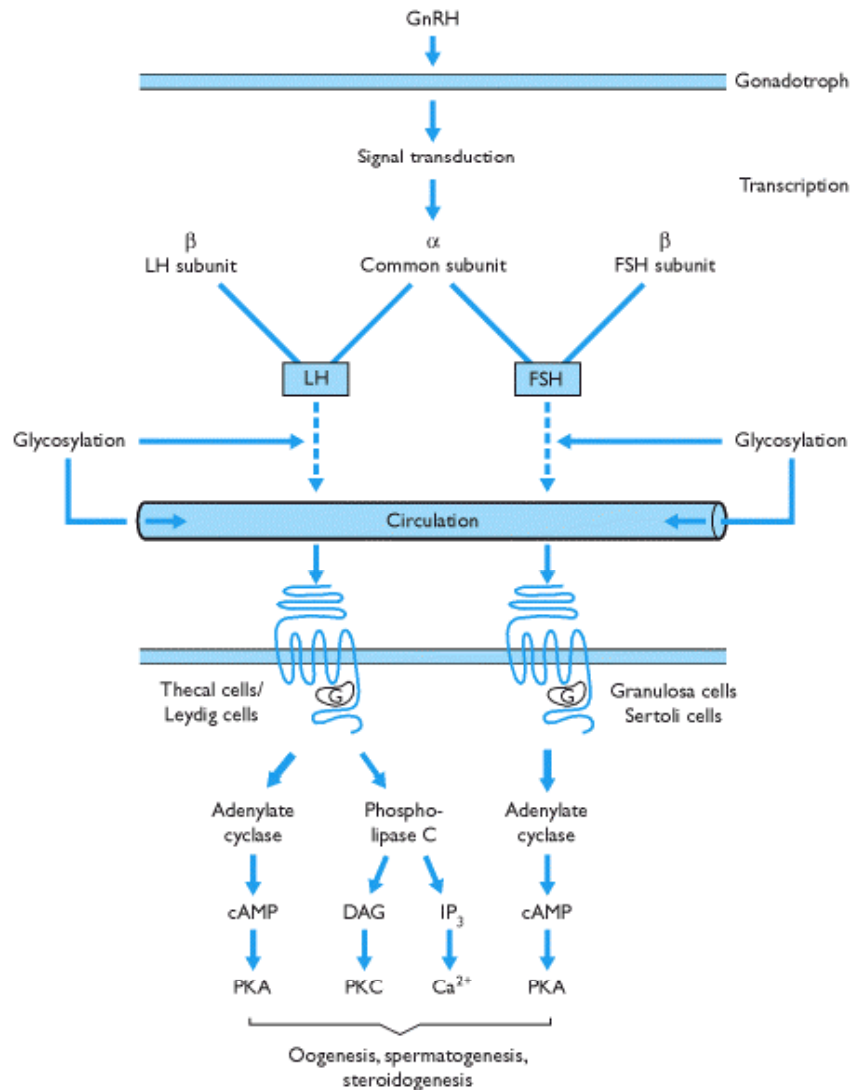 GnRH
Gonadotroph
Signal transduction
Transcription
β
LH subunit
α
Common subunit
β
FSH subunit
LH
FSH
Glycosylation
Glycosylation
Circulation
G
G
Thecal cells/
Leydig cells
Granulosa cells
Sertoli cells
Adenylate
cyclase
Phospho-
lipase C
Adenylate
cyclase
cAMP
DAG
IP₃
cAMP
PKA
PKC
Ca²⁺
PKA
Oogenesis, spermatogenesis,
steroidogenesis